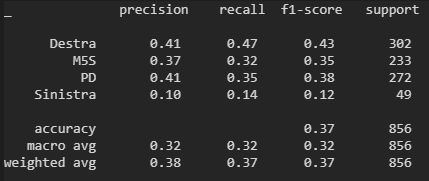 _ precision recall f1-score support
Destra 0.41 0.47 0.43 302
M5S 0.37 0.32 0.35 233
PD 0.41 0.35 0.38 272
Sinistra 0.10 0.14 0.12 49
accuracy 0.37 856
macro avg 0.32 0.32 0.32 856
weighted avg 0.38 0.37 0.37 856